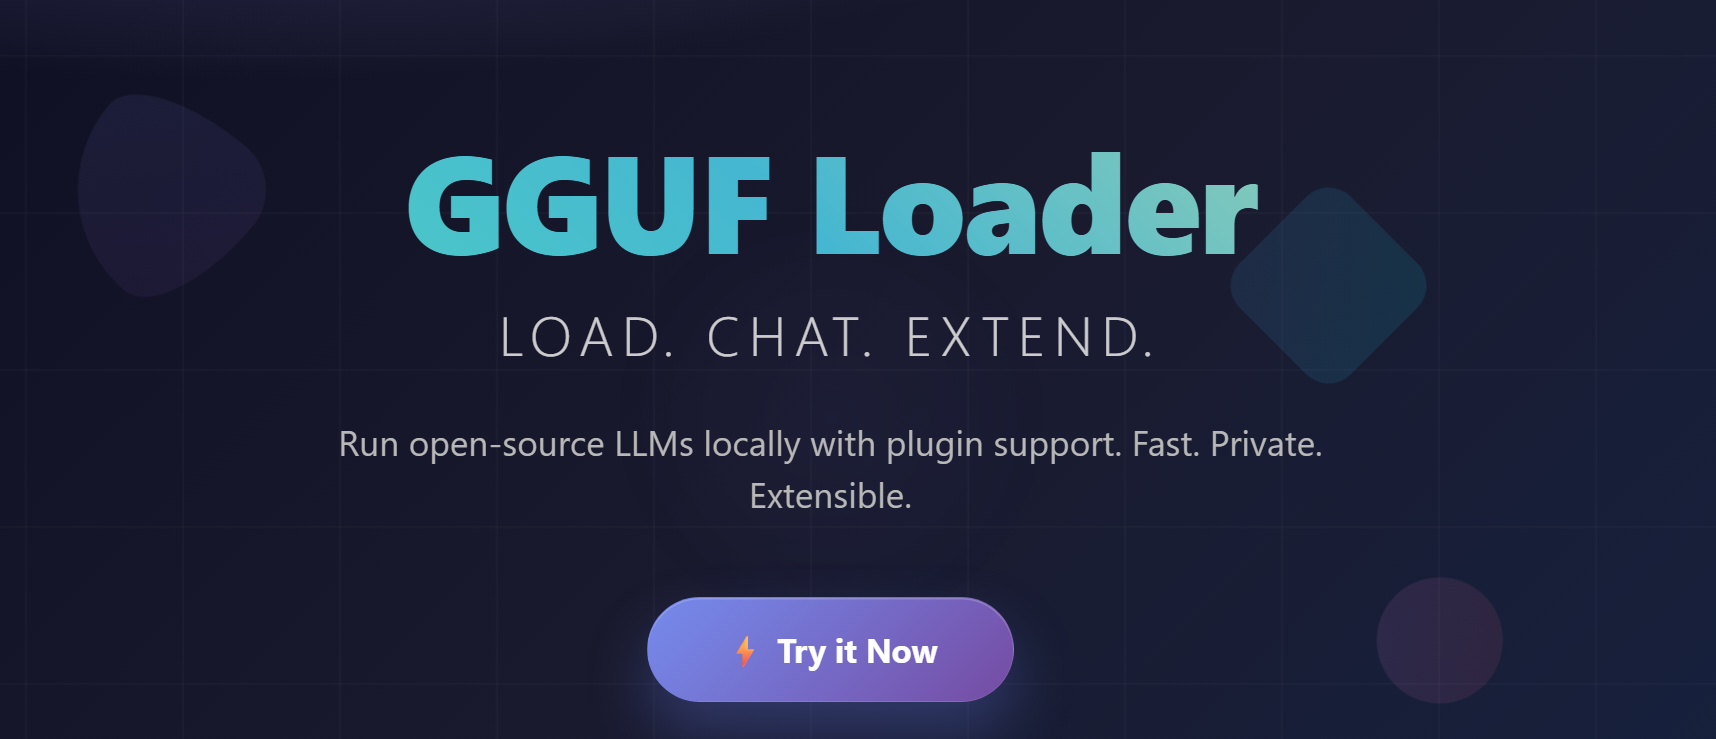 GGUF Loader
LOAD. CHAT. EXTEND.
Run open-source LLMs locally with plugin support. Fast. Private.
Extensible.
Try it Now